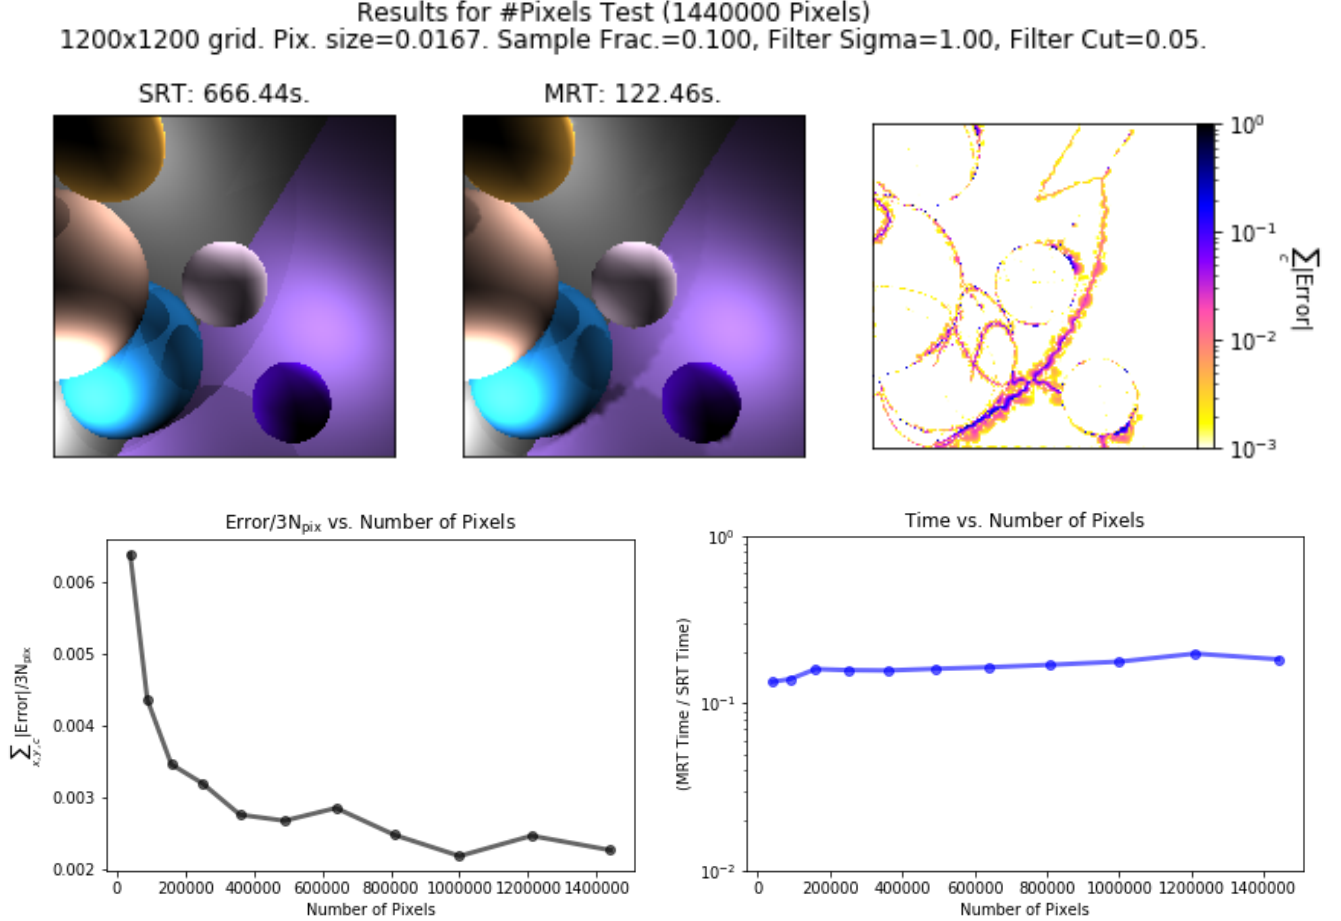 Results for #Pixels Test (1440000 Pixels)
1200x1200 grid. Pix. size=0.0167. Sample Frac.=0.100, Filter Sigma=1.00, Filter Cut=0.05.
SRT: 666.44s.
MRT: 122.46s.
10⁰
10⁻¹
10⁻²
10⁻³
∑_c|Error|
Error/3N_pix vs. Number of Pixels
0.006
0.005
0.004
0.003
0.002
∑_{x,y,c}|Error|/3N_pix
0 200000 400000 600000 800000 1000000 1200000 1400000
Number of Pixels
Time vs. Number of Pixels
10⁰
10⁻¹
10⁻²
(MRT Time / SRT Time)
0 200000 400000 600000 800000 1000000 1200000 1400000
Number of Pixels